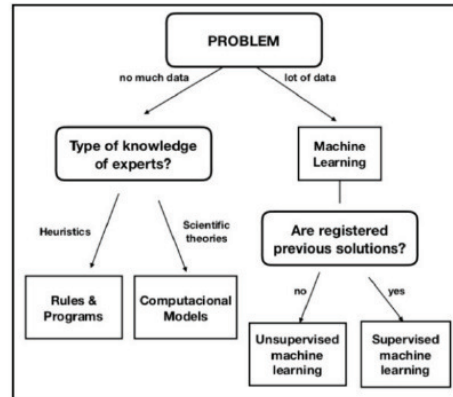 PROBLEM
no much data
lot of data
Type of knowledge
of experts?
Machine
Learning
Heuristics
Scientific
theories
Are registered
previous solutions?
Rules &
Programs
Computacional
Models
no
yes
Unsupervised
machine
learning
Supervised
machine
learning